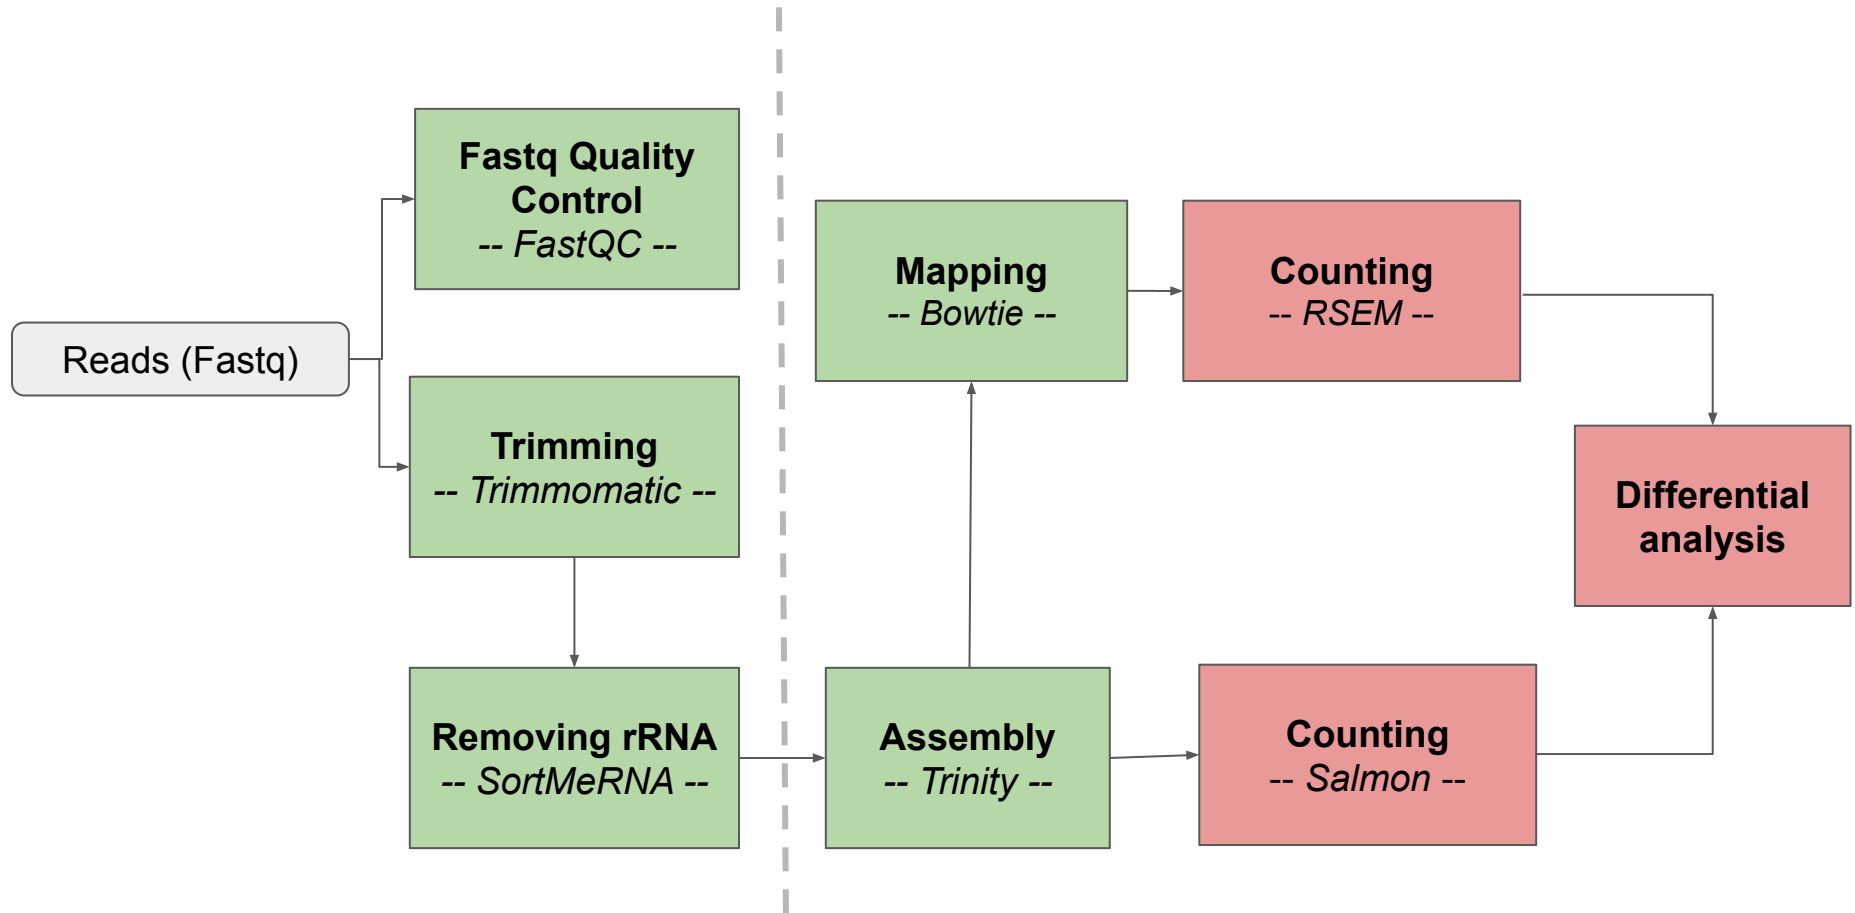 Fastq Quality
Control
-- FastQC --
Reads (Fastq)
Trimming
-- Trimmomatic --
Removing rRNA
-- SortMeRNA --
Mapping
-- Bowtie --
Counting
-- RSEM --
Assembly
-- Trinity --
Counting
-- Salmon --
Differential
analysis